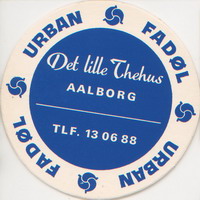 URBAN FADØL
Det lille Thehus
AALBORG
TLF. 13 06 88
FADØL URBAN